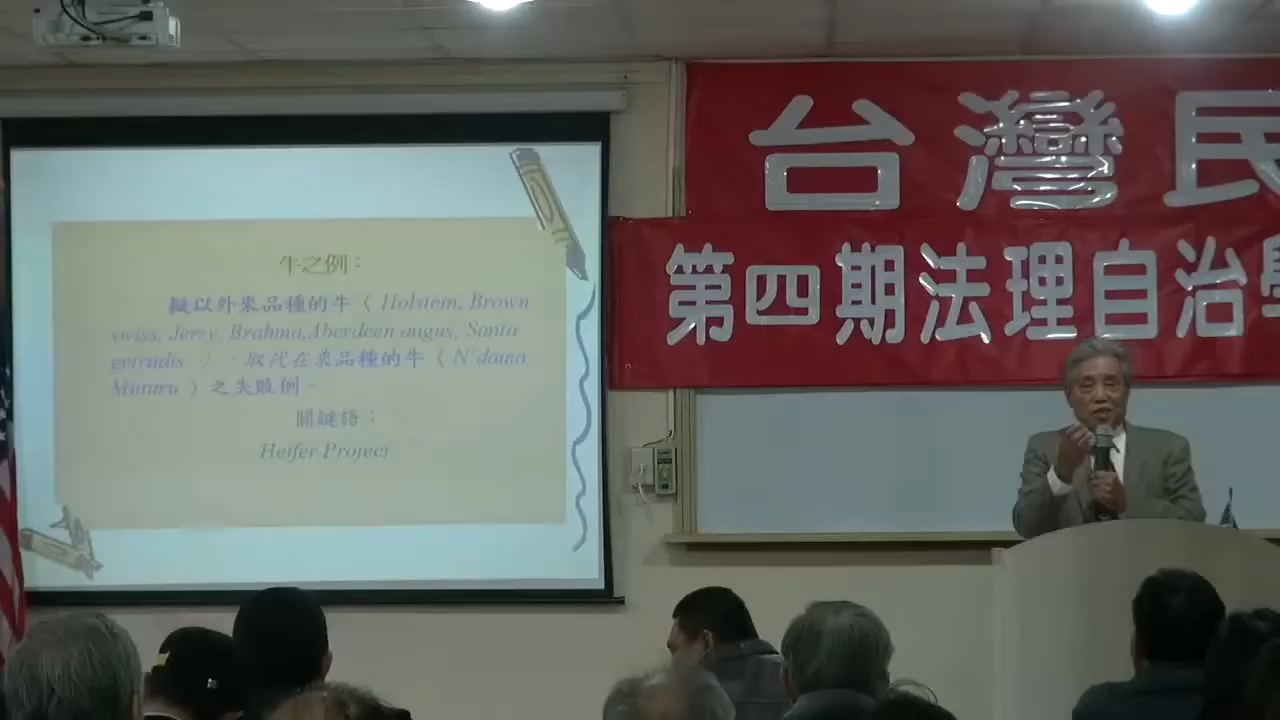 牛之例：
擬以外來品種的牛（Holstein, Brown
swiss, Jersy, Brahma,Aberdeen angus, Santa
getrudis ），取代在來品種的牛（N'dama
Muturu）之失敗例。
關鍵語：
Heifer Project
台灣民
第四期法理自治學